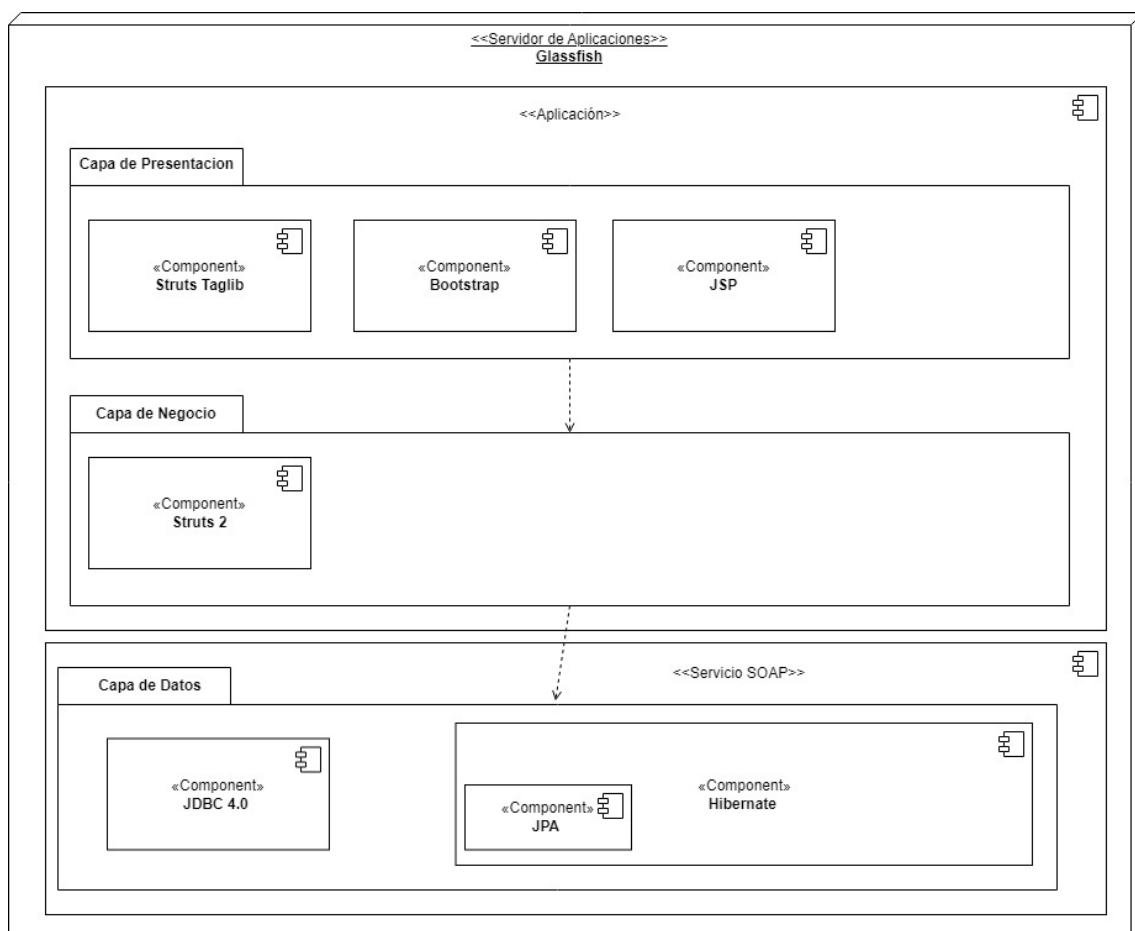 <<Servidor de Aplicaciones>>
Glassfish
<<Aplicación>>
Capa de Presentacion
«Component»
Struts Taglib
«Component»
Bootstrap
«Component»
JSP
Capa de Negocio
«Component»
Struts 2
<<Servicio SOAP>>
Capa de Datos
«Component»
JDBC 4.0
«Component»
Hibernate
«Component»
JPA